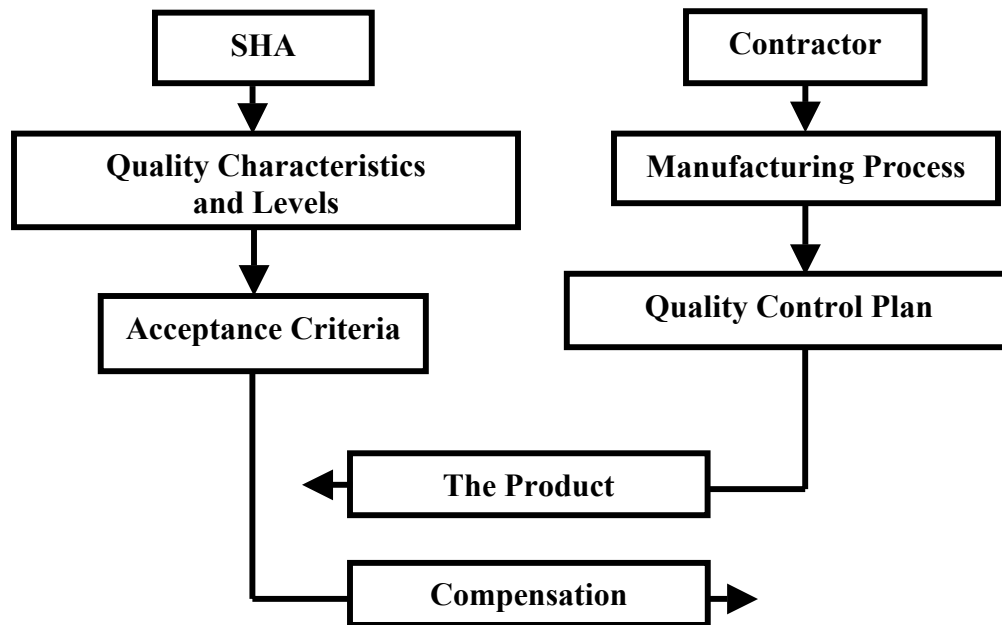 SHA
Contractor
Quality Characteristics
and Levels
Manufacturing Process
Acceptance Criteria
Quality Control Plan
The Product
Compensation